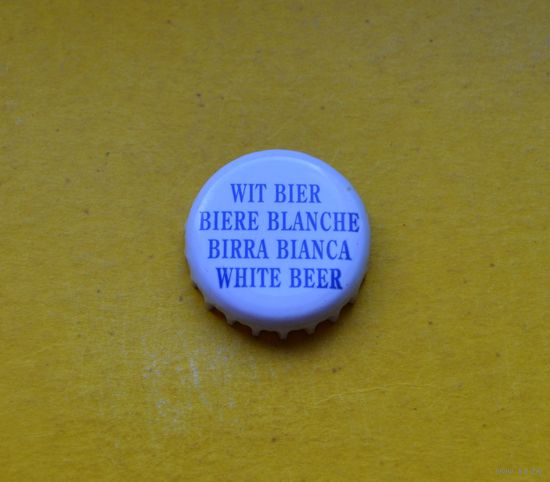 WIT BIER
BIERE BLANCHE
BIRRA BIANCA
WHITE BEER